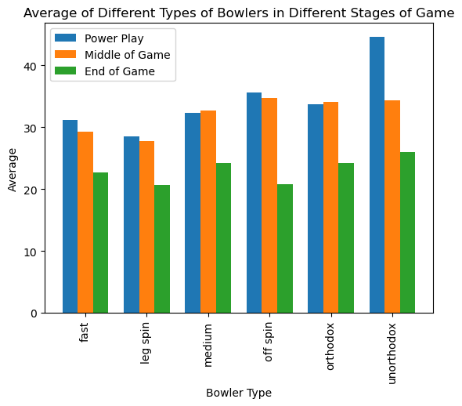 Average of Different Types of Bowlers in Different Stages of Game
Power Play
Middle of Game
End of Game
Average
40
30
20
10
0
fast
leg spin
medium
off spin
orthodox
unorthodox
Bowler Type